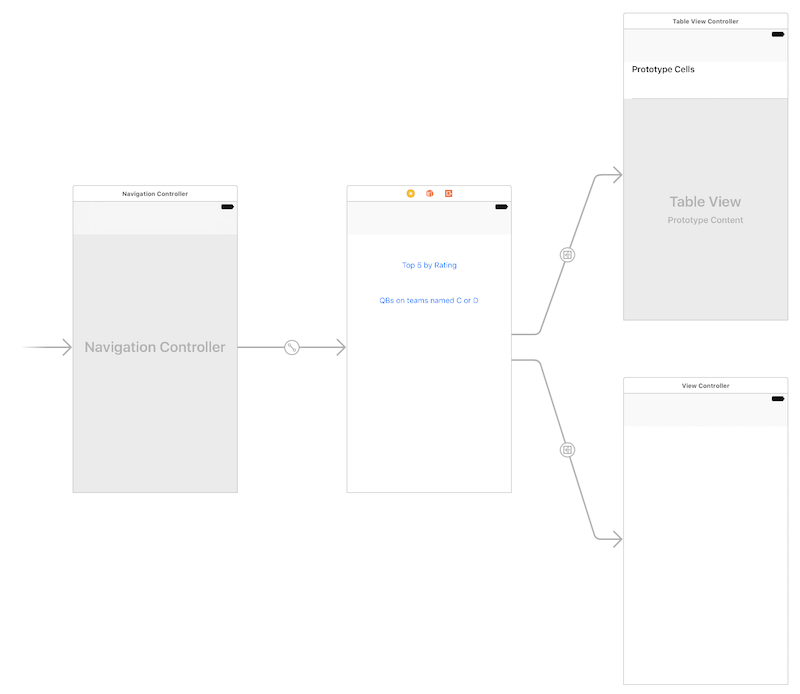 Table View Controller
Prototype Cells
Table View
Prototype Content
Navigation Controller
Navigation Controller
Top 5 by Rating
QBs on teams named C or D
View Controller